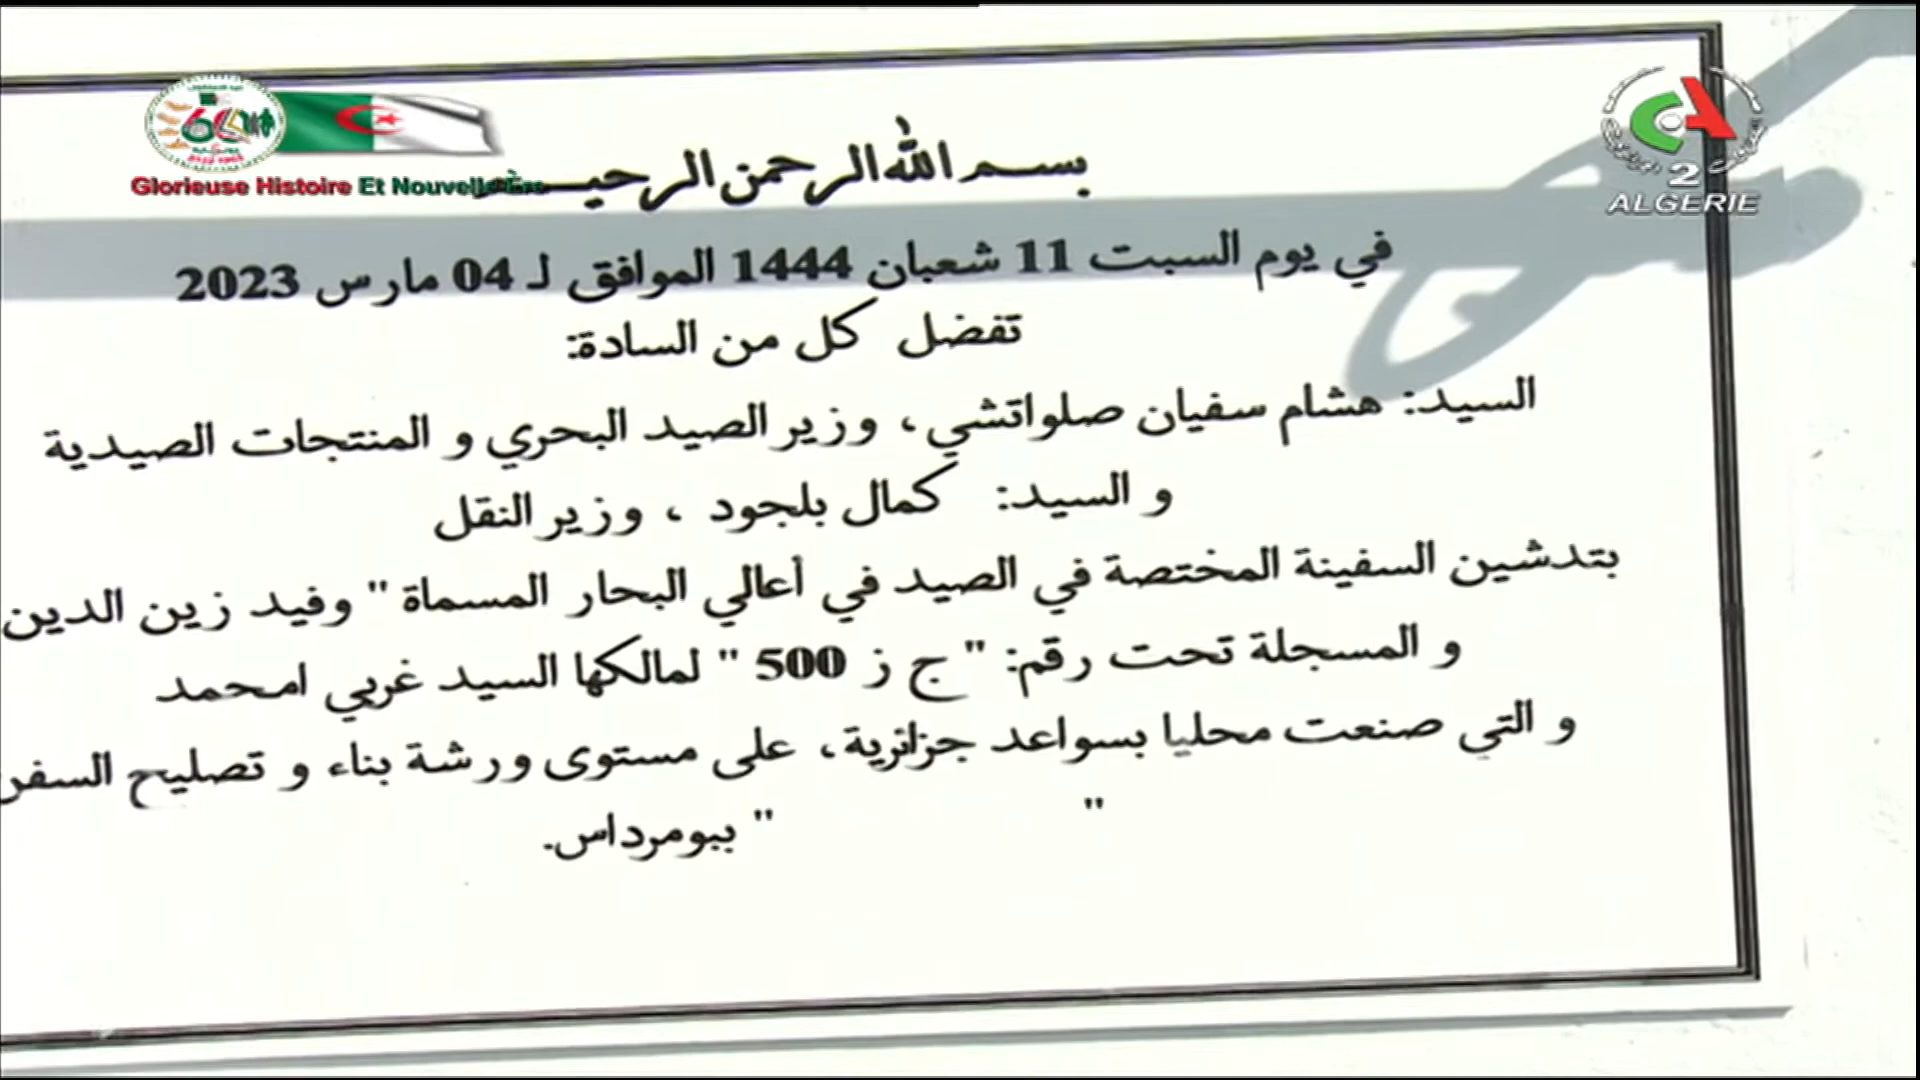 Glorieuse Histoire Et Nouvelle Ère
2
ALGERIE
بسم الله الرحمن الرحيم
في يوم السبت 11 شعبان 1444 الموافق لـ 04 مارس 2023
تفضل كل من السادة:
السيد: هشام سفيان صلواتشي، وزير الصيد البحري و المنتجات الصيدية
و السيد: كمال بلجود ، وزير النقل
بتدشين السفينة المختصة في الصيد في أعالي البحار المسماة " وفيد زين الدين
و المسجلة تحت رقم: " ج ز 500 " لمالكها السيد غربي امحمد
و التي صنعت محليا بسواعد جزائرية، على مستوى ورشة بناء و تصليح السفن
" " ببومرداس.